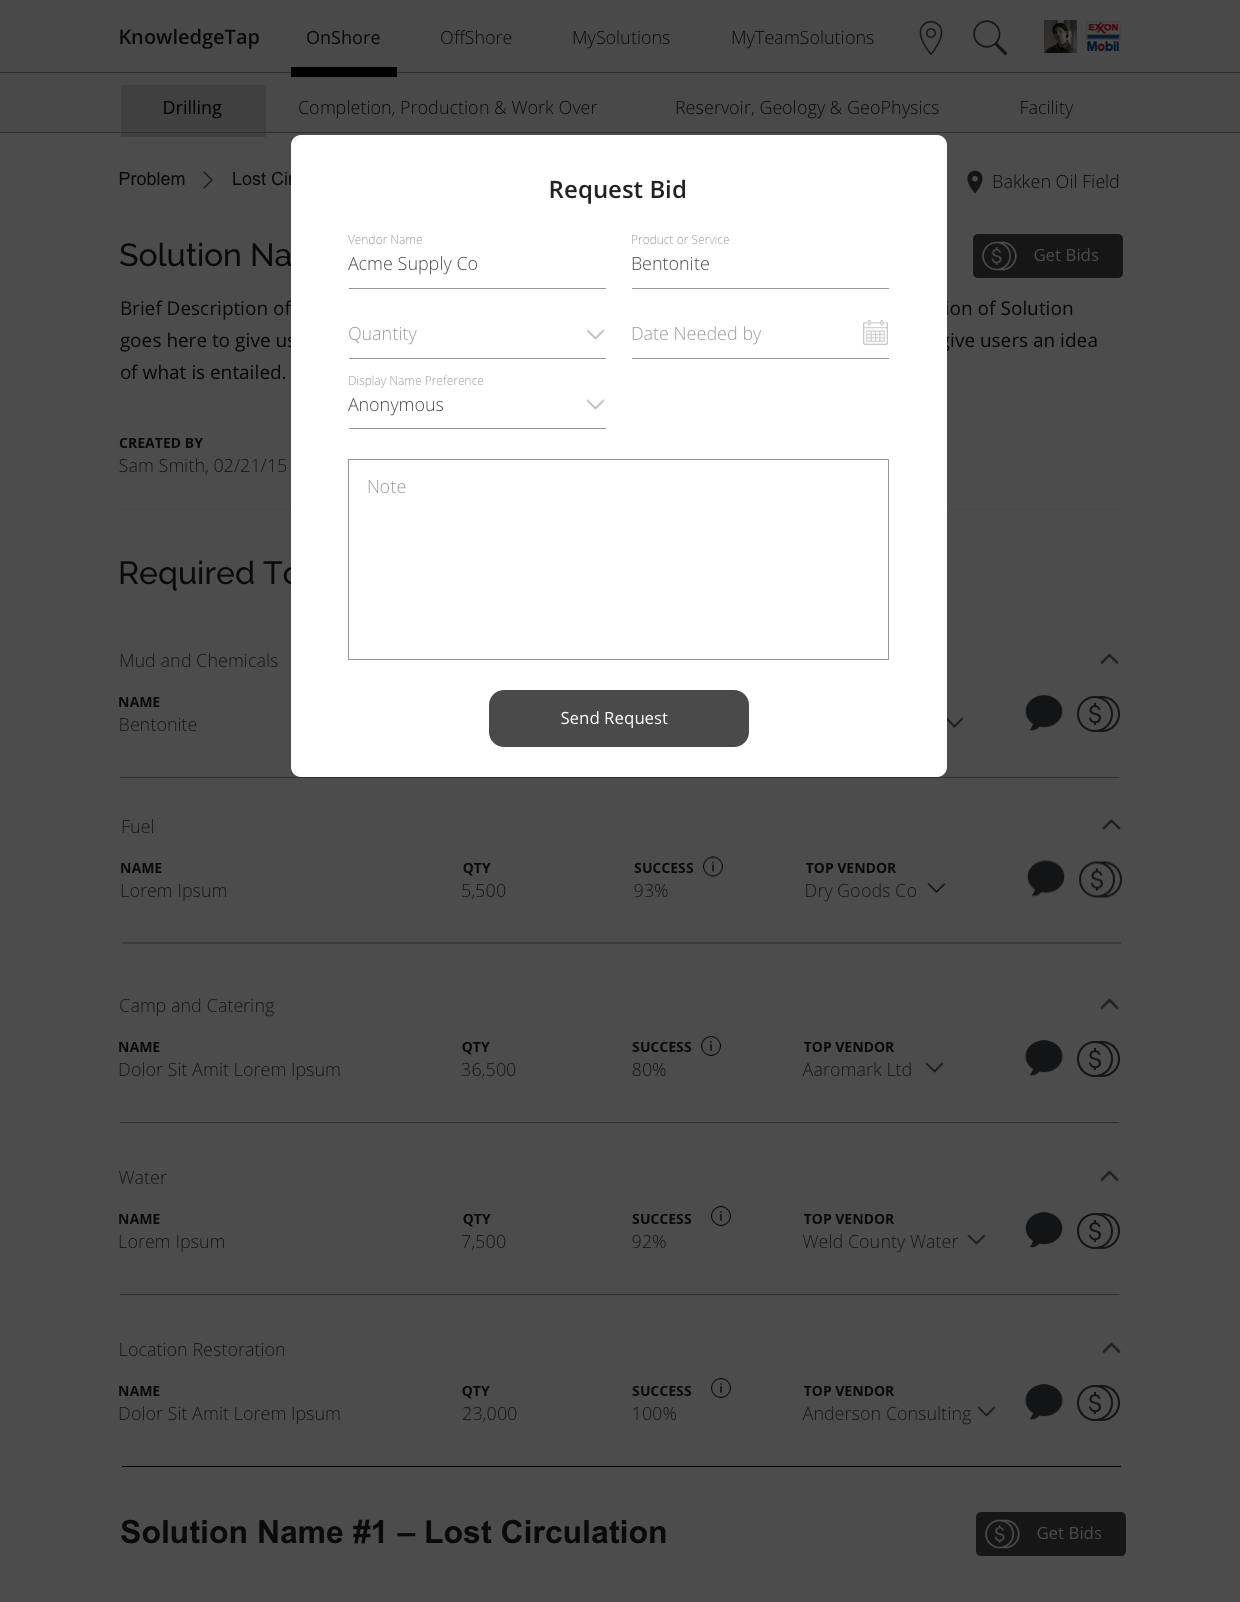 KnowledgeTap OnShore OffShore MySolutions MyTeamSolutions EXXON
Mobil
Drilling Completion, Production & Work Over Reservoir, Geology & GeoPhysics Facility
Problem Lost Ci
Bakken Oil Field
Request Bid
Solution Na
Get Bids
Vendor Name Product or Service
Acme Supply Co Bentonite
Brief Description of
ion of Solution
goes here to give us
give users an idea
of what is entailed.
Quantity Date Needed by
Display Name Preference
Anonymous
CREATED BY
Sam Smith, 02/21/15
Note
Required To
Mud and Chemicals
NAME
Bentonite
Send Request
Fuel
NAME QTY SUCCESS i TOP VENDOR
Lorem Ipsum 5,500 93% Dry Goods Co
Camp and Catering
NAME QTY SUCCESS i TOP VENDOR
Dolor Sit Amit Lorem Ipsum 36,500 80% Aaromark Ltd
Water
NAME QTY SUCCESS i TOP VENDOR
Lorem Ipsum 7,500 92% Weld County Water
Location Restoration
NAME QTY SUCCESS i TOP VENDOR
Dolor Sit Amit Lorem Ipsum 23,000 100% Anderson Consulting
Solution Name #1 – Lost Circulation Get Bids